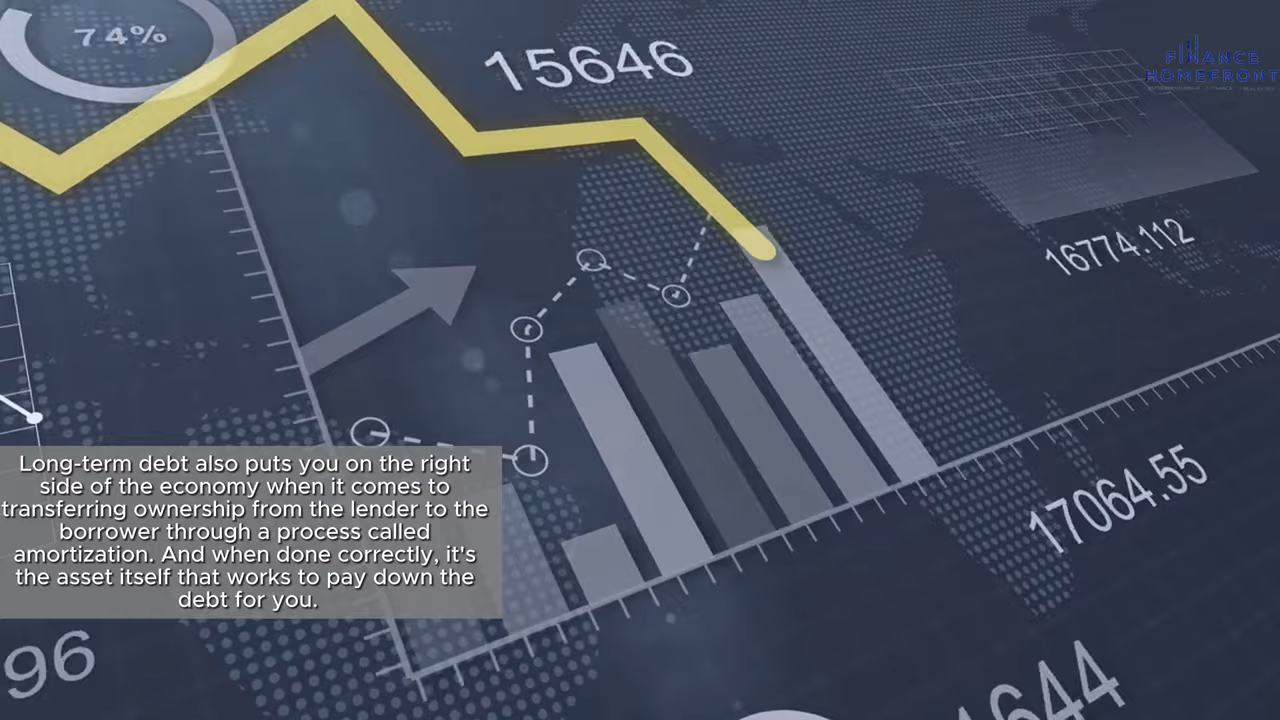 74%
15646
FINANCE
HOMEFRONT
16774.112
17064.55
Long-term debt also puts you on the right
side of the economy when it comes to
transferring ownership from the lender to the
borrower through a process called
amortization. And when done correctly, it's
the asset itself that works to pay down the
debt for you.
96
1644